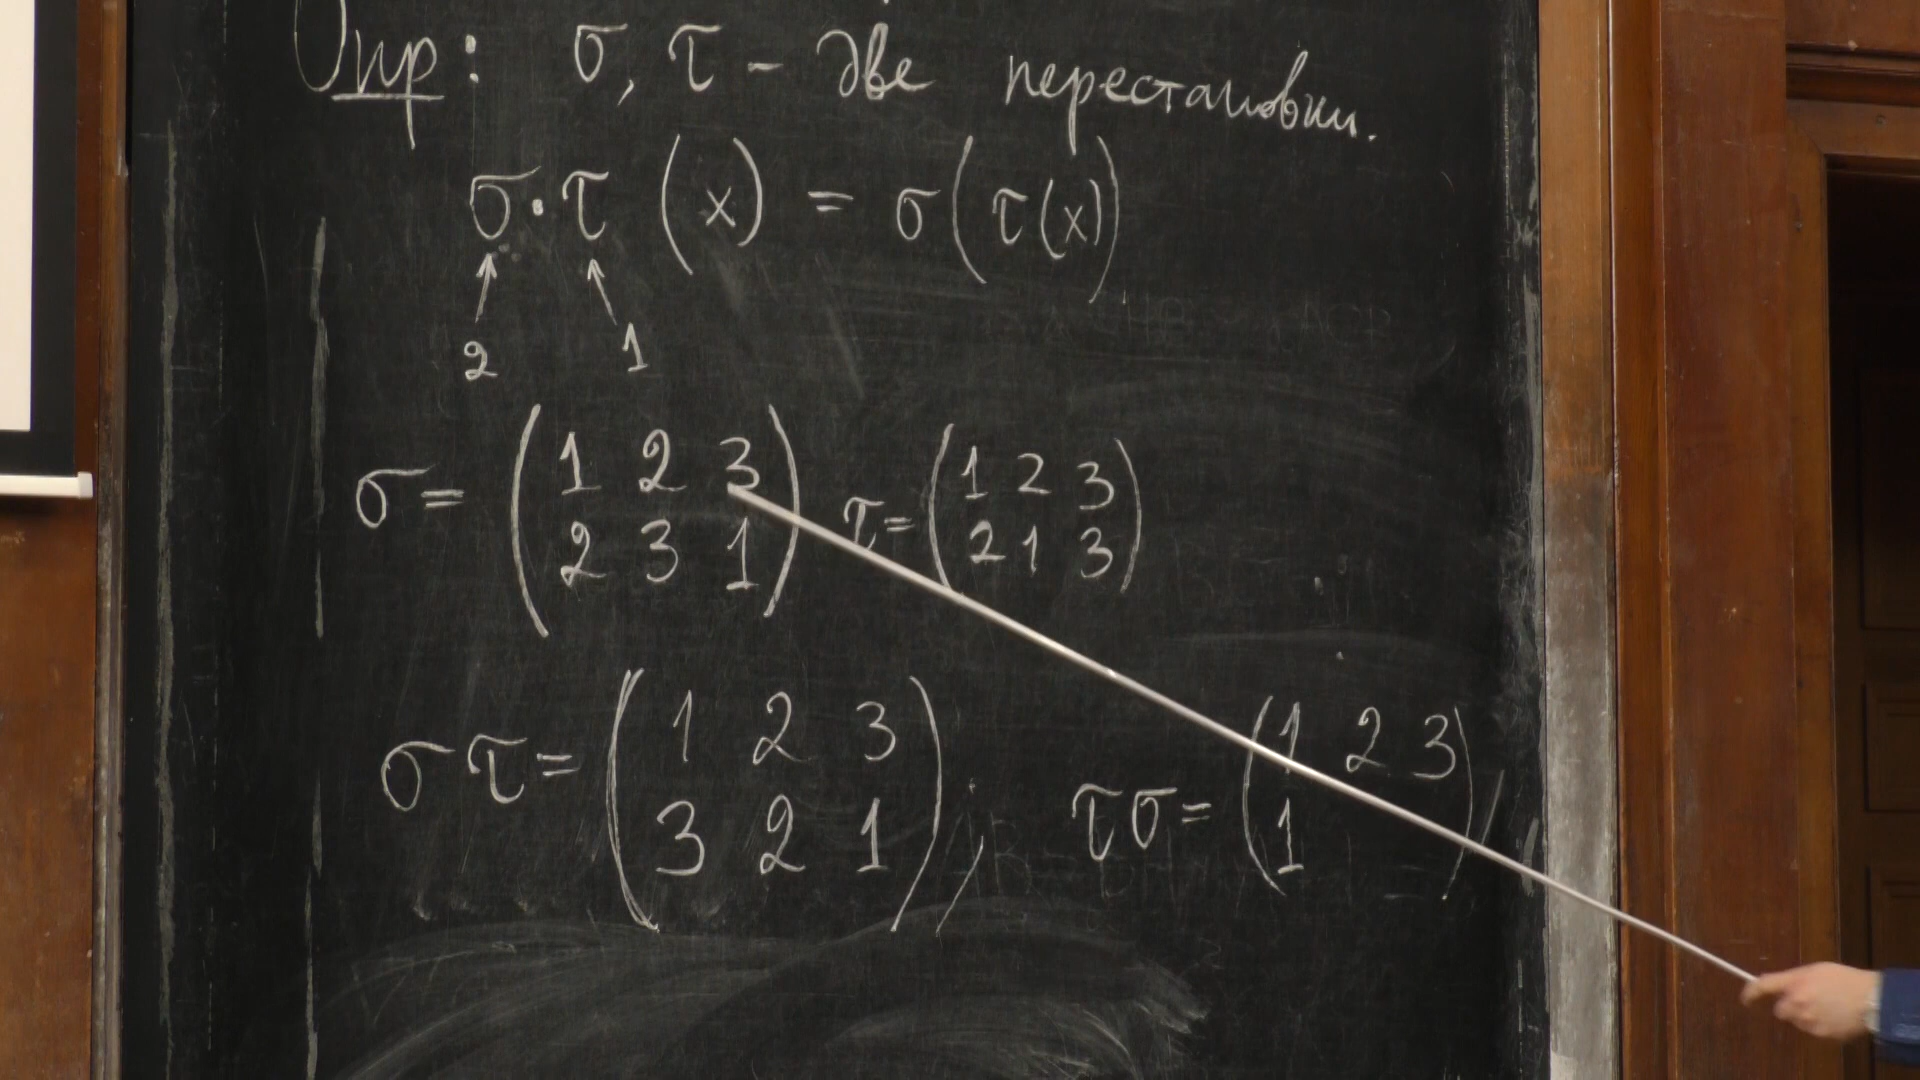 Опр: σ, τ - две перестановки.
σ · τ (x) = σ(τ(x))
2 1
σ = (1 2 3) τ = (1 2 3)
(2 3 1) (2 1 3)
στ = (1 2 3), τσ = (1 2 3)
(3 2 1) (1